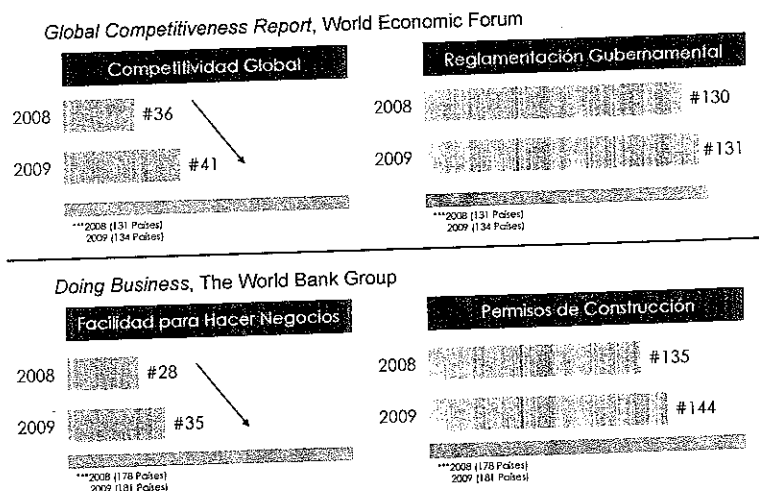 Global Competitiveness Report, World Economic Forum
Competitividad Global
2008 #36
2009 #41
***2008 (131 Países)
2009 (134 Países)
Reglamentación Gubernamental
#130
2008
#131
2009
***2008 (131 Países)
2009 (134 Países)
Doing Business, The World Bank Group
Facilidad para Hacer Negocios
2008 #28
2009 #35
***2008 (178 Países)
2009 (181 Países)
Permisos de Construcción
2008 #135
2009 #144
***2008 (178 Países)
2009 (181 Países)